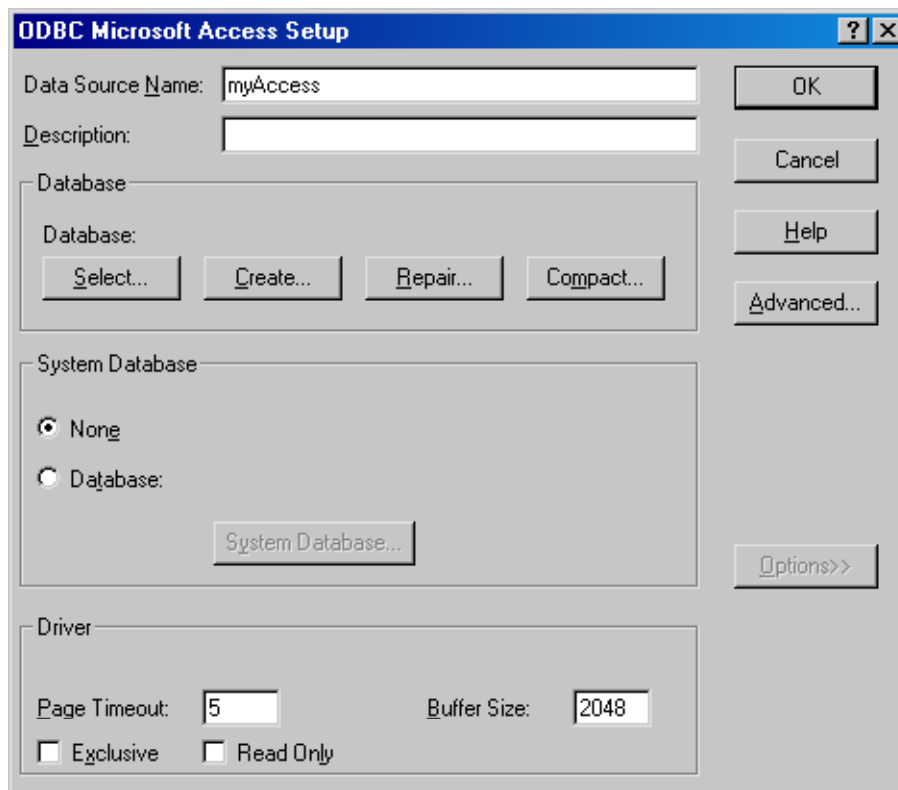 ODBC Microsoft Access Setup
Data Source Name: myAccess
OK
Description:
Cancel
Database
Database:
Help
Select... Create... Repair... Compact...
Advanced...
System Database
None
Database:
System Database...
Options>>
Driver
Page Timeout: 5 Buffer Size: 2048
Exclusive Read Only